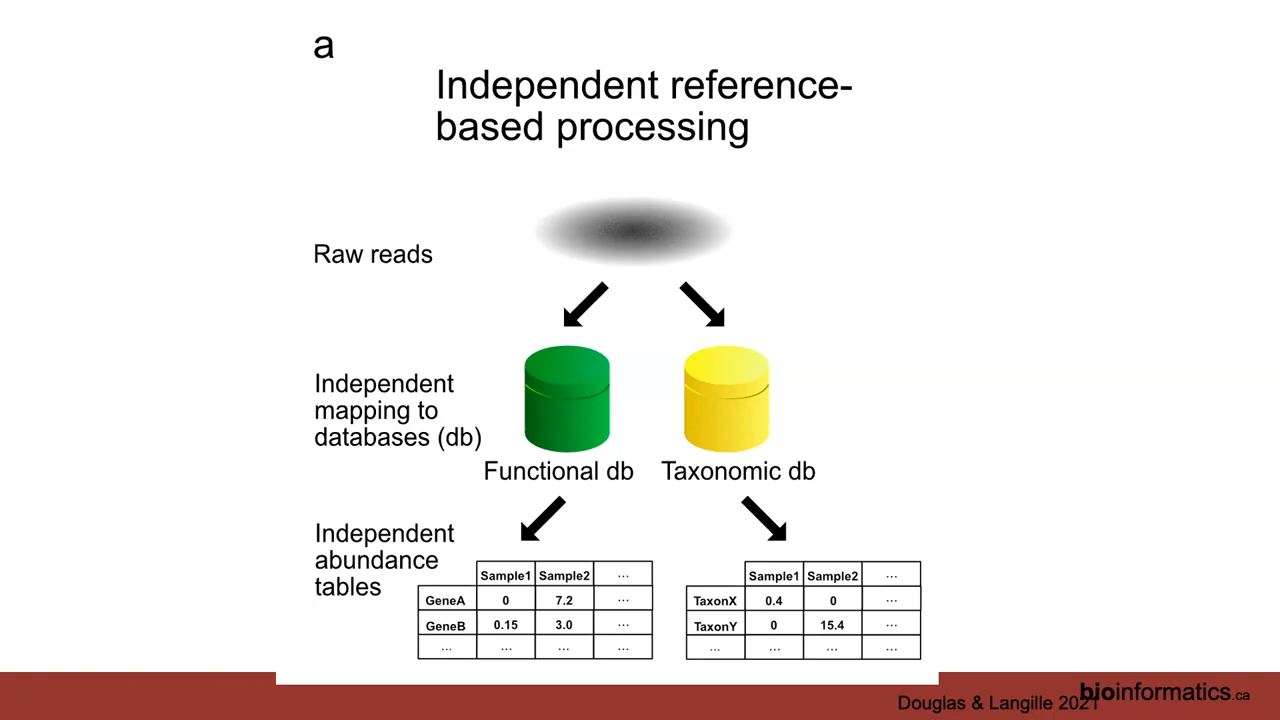 a
Independent reference-
based processing
Raw reads
Independent
mapping to
databases (db)
Functional db
Taxonomic db
Independent
abundance
tables
Sample1 Sample2 ...
GeneA 0 7.2 ...
GeneB 0.15 3.0 ...
... ... ... ...
Sample1 Sample2 ...
TaxonX 0.4 0 ...
TaxonY 0 15.4 ...
... ... ... ...
Douglas & Langille 2021
bioinformatics.ca